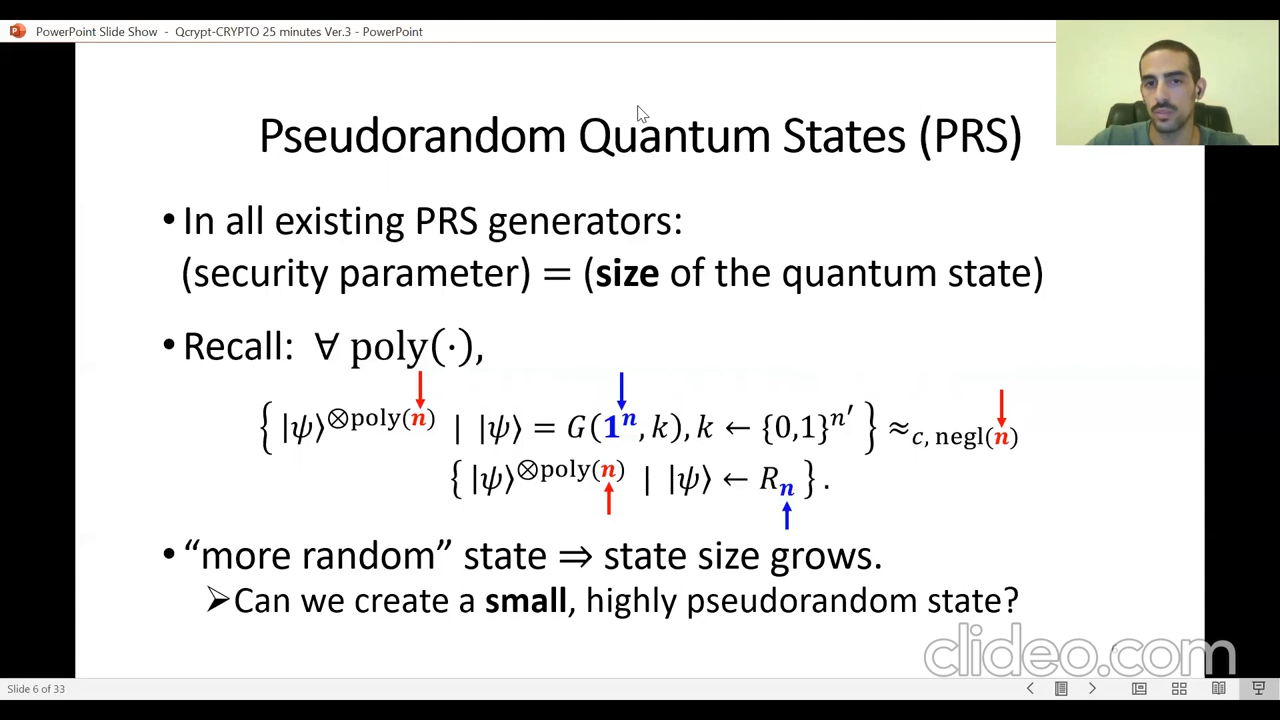 PowerPoint Slide Show - Qcrypt-CRYPTO 25 minutes Ver.3 - PowerPoint
Pseudorandom Quantum States (PRS)
• In all existing PRS generators:
(security parameter) = (size of the quantum state)
• Recall: ∀ poly(·),
{ |ψ⟩^{⊗poly(n)} | |ψ⟩ = G(1^n, k), k ← {0,1}^{n′} } ≈_{c, negl(n)}
{ |ψ⟩^{⊗poly(n)} | |ψ⟩ ← R_n } .
• “more random” state ⇒ state size grows.
➢Can we create a small, highly pseudorandom state?
clideo.com
6
Slide 6 of 33